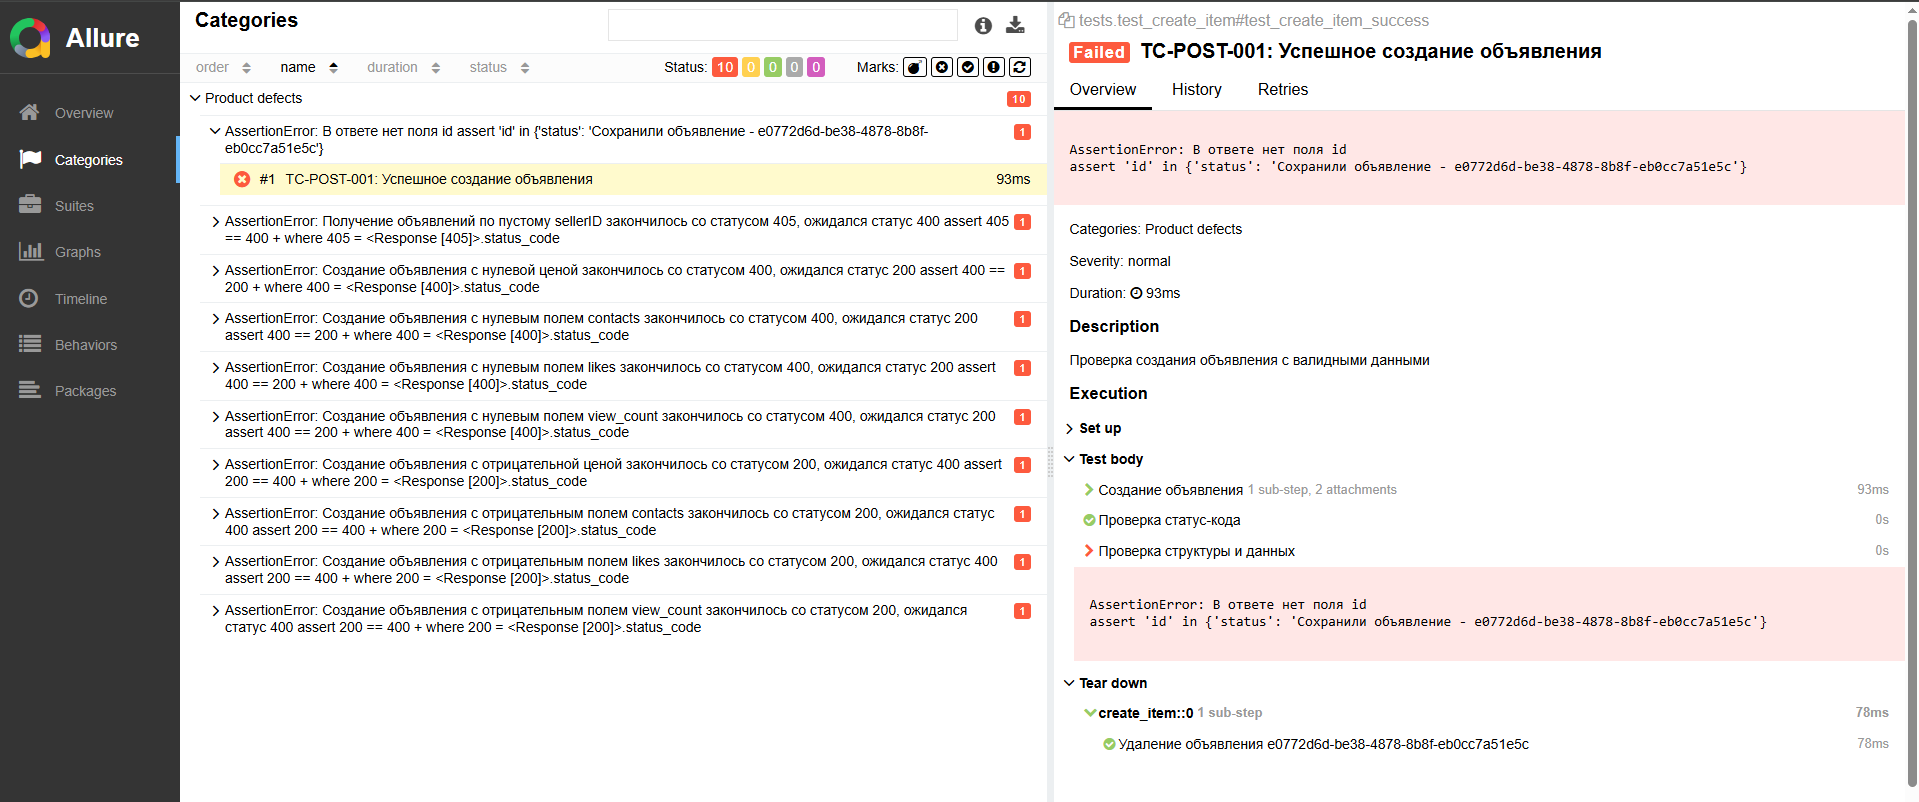 Allure
Overview
Categories
Suites
Graphs
Timeline
Behaviors
Packages
Categories
order name duration status
Status: 10 0 0 0 0
Marks:
Product defects 10
AssertionError: В ответе нет поля id assert 'id' in {'status': 'Сохранили объявление - e0772d6d-be38-4878-8b8f- 1
eb0cc7a51e5c'}
#1 TC-POST-001: Успешное создание объявления 93ms
AssertionError: Получение объявлений по пустому sellerID закончилось со статусом 405, ожидался статус 400 assert 405 1
== 400 + where 405 = <Response [405]>.status_code
AssertionError: Создание объявления с нулевой ценой закончилось со статусом 400, ожидался статус 200 assert 400 == 1
200 + where 400 = <Response [400]>.status_code
AssertionError: Создание объявления с нулевым полем contacts закончилось со статусом 400, ожидался статус 200 1
assert 400 == 200 + where 400 = <Response [400]>.status_code
AssertionError: Создание объявления с нулевым полем likes закончилось со статусом 400, ожидался статус 200 assert 1
400 == 200 + where 400 = <Response [400]>.status_code
AssertionError: Создание объявления с нулевым полем view_count закончилось со статусом 400, ожидался статус 200 1
assert 400 == 200 + where 400 = <Response [400]>.status_code
AssertionError: Создание объявления с отрицательной ценой закончилось со статусом 200, ожидался статус 400 assert 1
200 == 400 + where 200 = <Response [200]>.status_code
AssertionError: Создание объявления с отрицательным полем contacts закончилось со статусом 200, ожидался статус 1
400 assert 200 == 400 + where 200 = <Response [200]>.status_code
AssertionError: Создание объявления с отрицательным полем likes закончилось со статусом 200, ожидался статус 400 1
assert 200 == 400 + where 200 = <Response [200]>.status_code
AssertionError: Создание объявления с отрицательным полем view_count закончилось со статусом 200, ожидался 1
статус 400 assert 200 == 400 + where 200 = <Response [200]>.status_code
tests.test_create_item#test_create_item_success
Failed TC-POST-001: Успешное создание объявления
Overview History Retries
AssertionError: В ответе нет поля id
assert 'id' in {'status': 'Сохранили объявление - e0772d6d-be38-4878-8b8f-eb0cc7a51e5c'}
Categories: Product defects
Severity: normal
Duration: 93ms
Description
Проверка создания объявления с валидными данными
Execution
Set up
Test body
Создание объявления 1 sub-step, 2 attachments 93ms
Проверка статус-кода 0s
Проверка структуры и данных 0s
AssertionError: В ответе нет поля id
assert 'id' in {'status': 'Сохранили объявление - e0772d6d-be38-4878-8b8f-eb0cc7a51e5c'}
Tear down
create_item::0 1 sub-step 78ms
Удаление объявления e0772d6d-be38-4878-8b8f-eb0cc7a51e5c 78ms